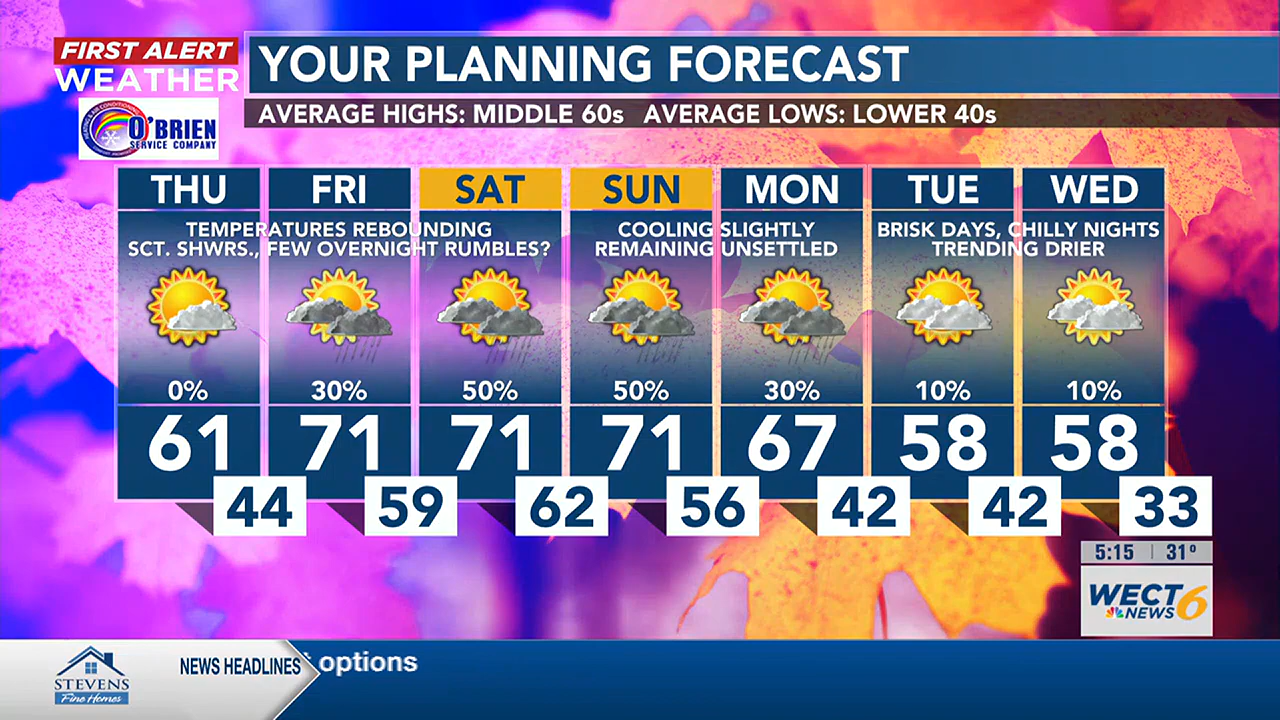 FIRST ALERT
WEATHER
YOUR PLANNING FORECAST
AVERAGE HIGHS: MIDDLE 60s AVERAGE LOWS: LOWER 40s
O'BRIEN
SERVICE COMPANY
THU FRI SAT SUN MON TUE WED
TEMPERATURES REBOUNDING
SCT. SHWRS., FEW OVERNIGHT RUMBLES?
COOLING SLIGHTLY
REMAINING UNSETTLED
BRISK DAYS, CHILLY NIGHTS
TRENDING DRIER
0% 30% 50% 50% 30% 10% 10%
61 71 71 71 67 58 58
44 59 62 56 42 42 33
5:15 31°
WECT 6
NEWS
STEVENS
Fine Homes
NEWS HEADLINES
options